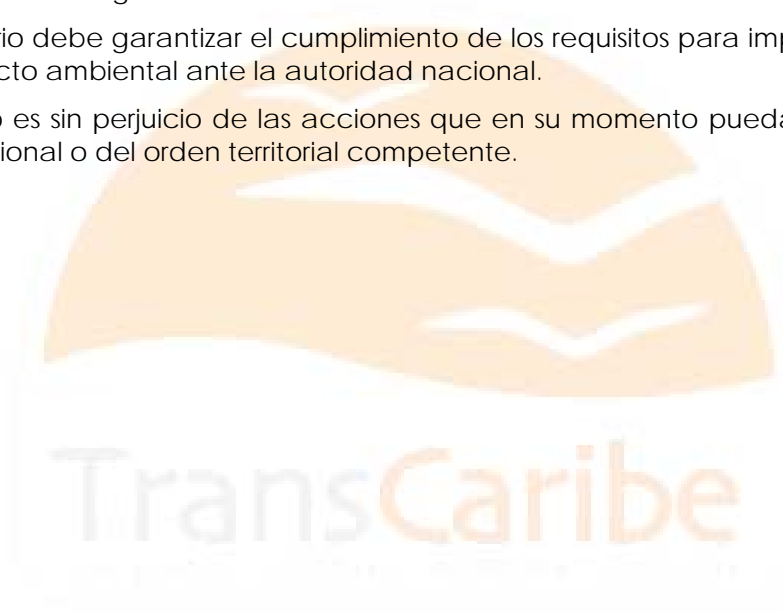 rio debe garantizar el cumplimiento de los requisitos para imp
cto ambiental ante la autoridad nacional.
o es sin perjuicio de las acciones que en su momento pueda
ional o del orden territorial competente.
TransCaribe